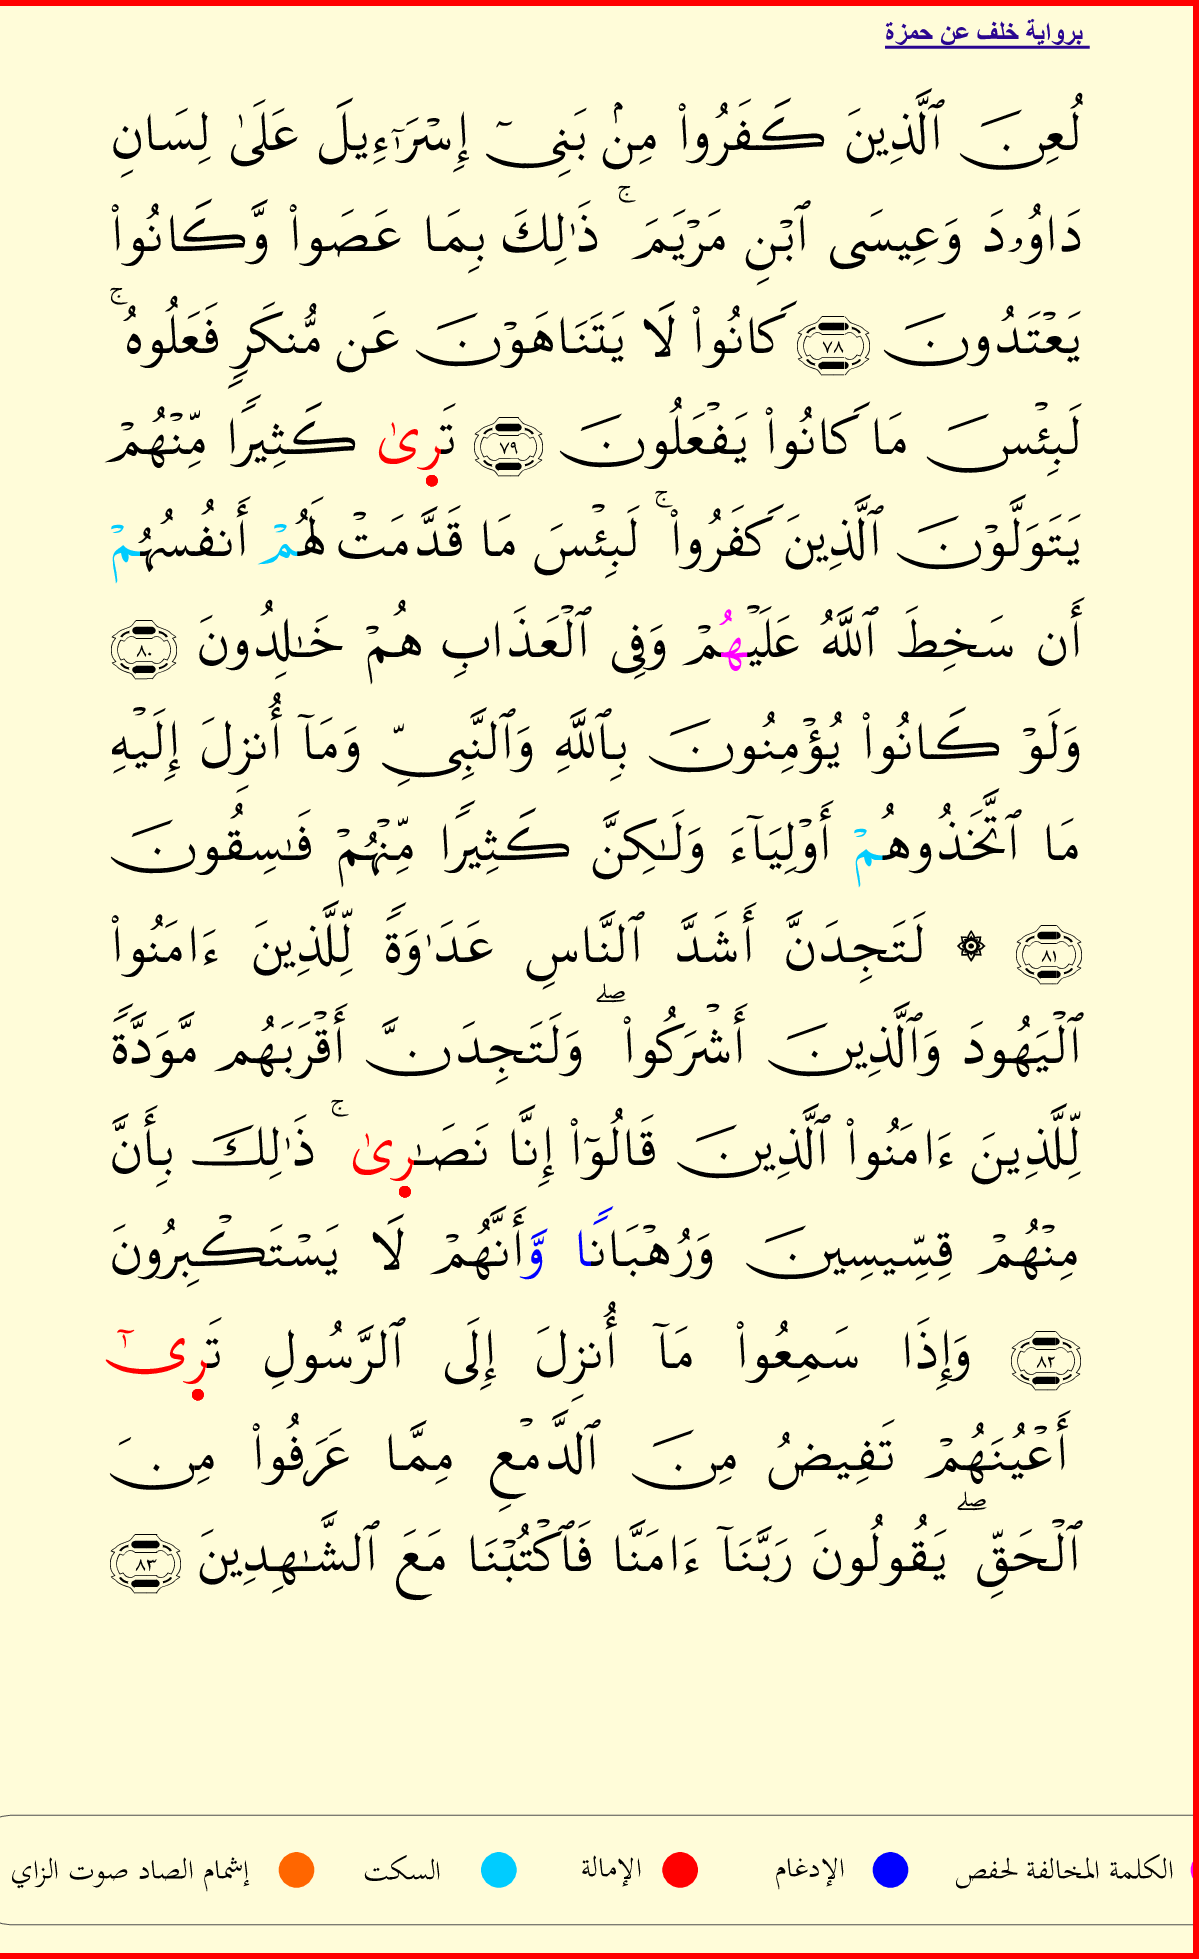 برواية خلف عن حمزة
لُعِنَ ٱلَّذِينَ كَفَرُواْ مِنۢ بَنِىٓ إِسْرَٰٓءِيلَ عَلَىٰ لِسَانِ
دَاوُۥدَ وَعِيسَى ٱبْنِ مَرْيَمَ ۚ ذَٰلِكَ بِمَا عَصَواْ وَّكَانُواْ
يَعْتَدُونَ ٧٨ كَانُواْ لَا يَتَنَاهَوْنَ عَن مُّنكَرٍ فَعَلُوهُ ۚ
لَبِئْسَ مَا كَانُواْ يَفْعَلُونَ ٧٩ تَرِىٰ كَثِيرًا مِّنْهُمْ
يَتَوَلَّوْنَ ٱلَّذِينَ كَفَرُواْ ۚ لَبِئْسَ مَا قَدَّمَتْ لَهُمْ أَنفُسُهُمْ
أَن سَخِطَ ٱللَّهُ عَلَيْهُمْ وَفِى ٱلْعَذَابِ هُمْ خَـٰلِدُونَ ٨٠
وَلَوْ كَانُواْ يُؤْمِنُونَ بِٱللَّهِ وَٱلنَّبِىِّ وَمَآ أُنزِلَ إِلَيْهِ
مَا ٱتَّخَذُوهُمْ أَوْلِيَآءَ وَلَـٰكِنَّ كَثِيرًا مِّنْهُمْ فَـٰسِقُونَ
٨١ ۞ لَتَجِدَنَّ أَشَدَّ ٱلنَّاسِ عَدَٰوَةً لِّلَّذِينَ ءَامَنُواْ
ٱلْيَهُودَ وَٱلَّذِينَ أَشْرَكُواْ ۖ وَلَتَجِدَنَّ أَقْرَبَهُم مَّوَدَّةً
لِّلَّذِينَ ءَامَنُواْ ٱلَّذِينَ قَالُوٓاْ إِنَّا نَصَـٰرِىٰ ۚ ذَٰلِكَ بِأَنَّ
مِنْهُمْ قِسِّيسِينَ وَرُهْبَانًا وَّأَنَّهُمْ لَا يَسْتَكْبِرُونَ
٨٢ وَإِذَا سَمِعُواْ مَآ أُنزِلَ إِلَى ٱلرَّسُولِ تَرِىٰٓ
أَعْيُنَهُمْ تَفِيضُ مِنَ ٱلدَّمْعِ مِمَّا عَرَفُواْ مِنَ
ٱلْحَقِّ ۖ يَقُولُونَ رَبَّنَآ ءَامَنَّا فَٱكْتُبْنَا مَعَ ٱلشَّـٰهِدِينَ ٨٣
الكلمة المخالفة لحفص الإدغام الإمالة السكت إشمام الصاد صوت الزاي